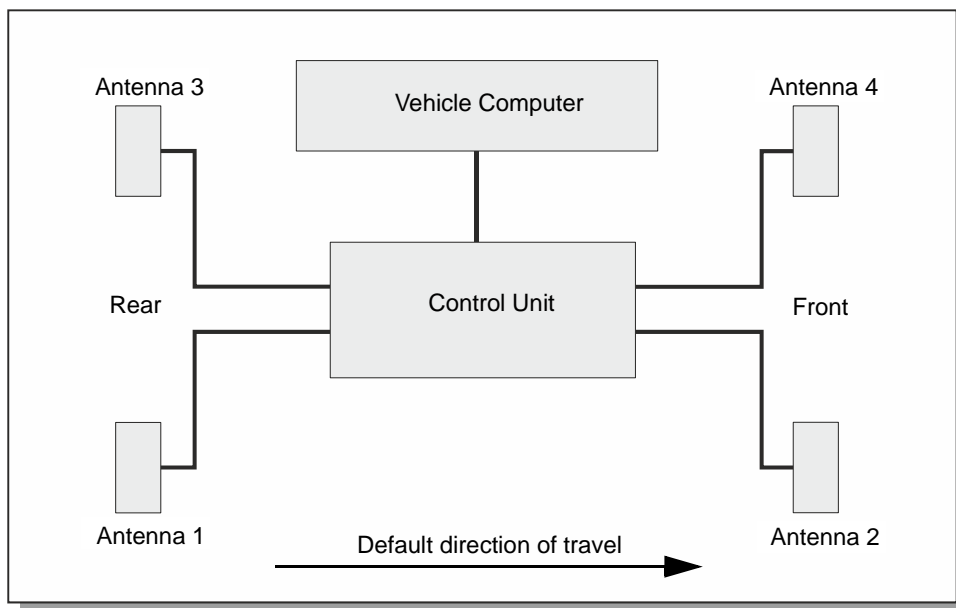 Antenna 3
Vehicle Computer
Antenna 4
Rear
Control Unit
Front
Antenna 1
Default direction of travel
Antenna 2